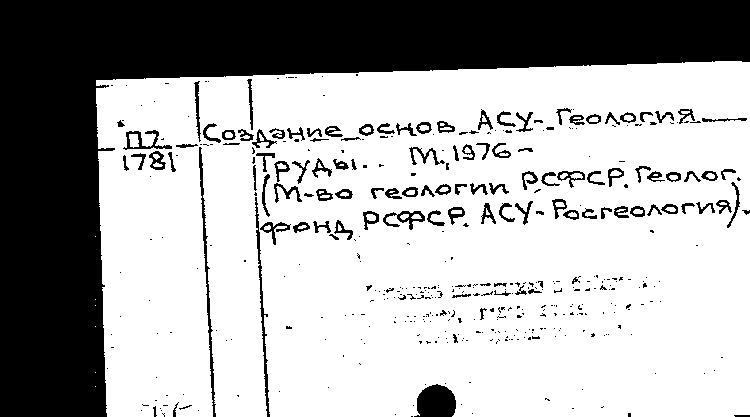 П7
1781
Создание основ АСУ-Геология
Труды.. М., 1976-
(М-во геологии РСФСР. Геолог.
фонд РСФСР. АСУ-Росгеология).